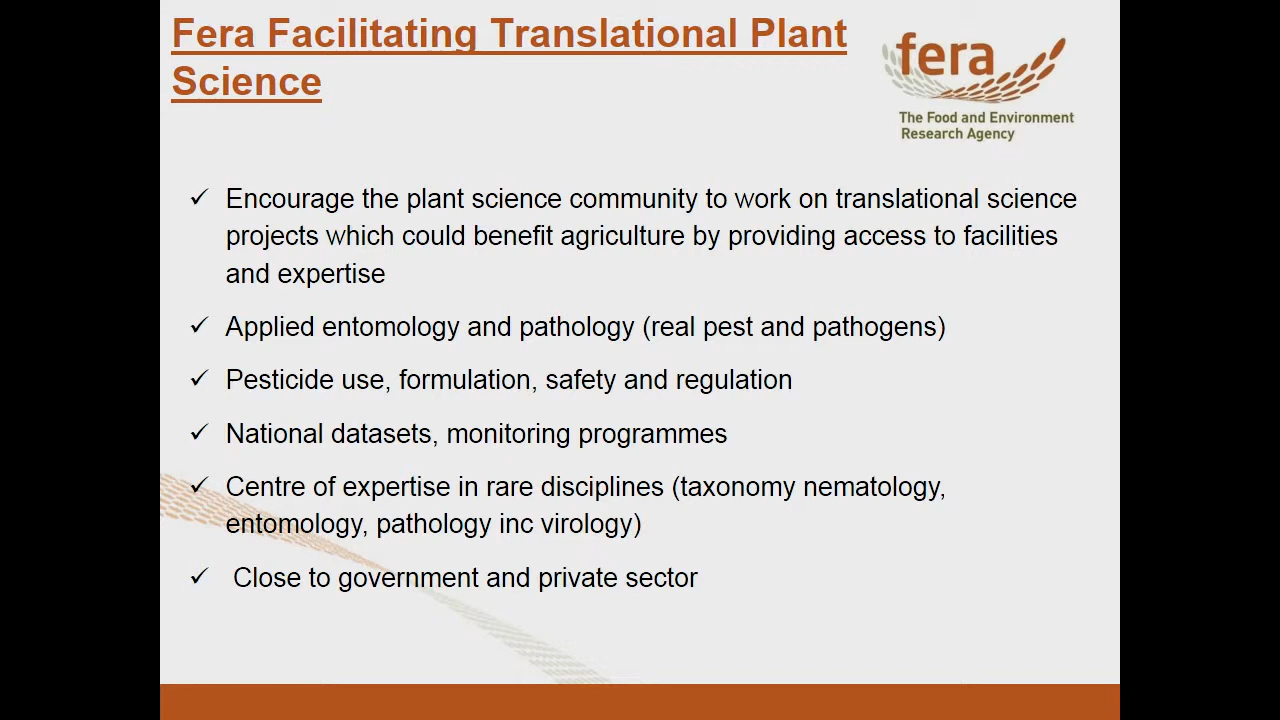 Fera Facilitating Translational Plant
Science
fera
The Food and Environment
Research Agency
✓ Encourage the plant science community to work on translational science
projects which could benefit agriculture by providing access to facilities
and expertise
✓ Applied entomology and pathology (real pest and pathogens)
✓ Pesticide use, formulation, safety and regulation
✓ National datasets, monitoring programmes
✓ Centre of expertise in rare disciplines (taxonomy nematology,
entomology, pathology inc virology)
✓ Close to government and private sector